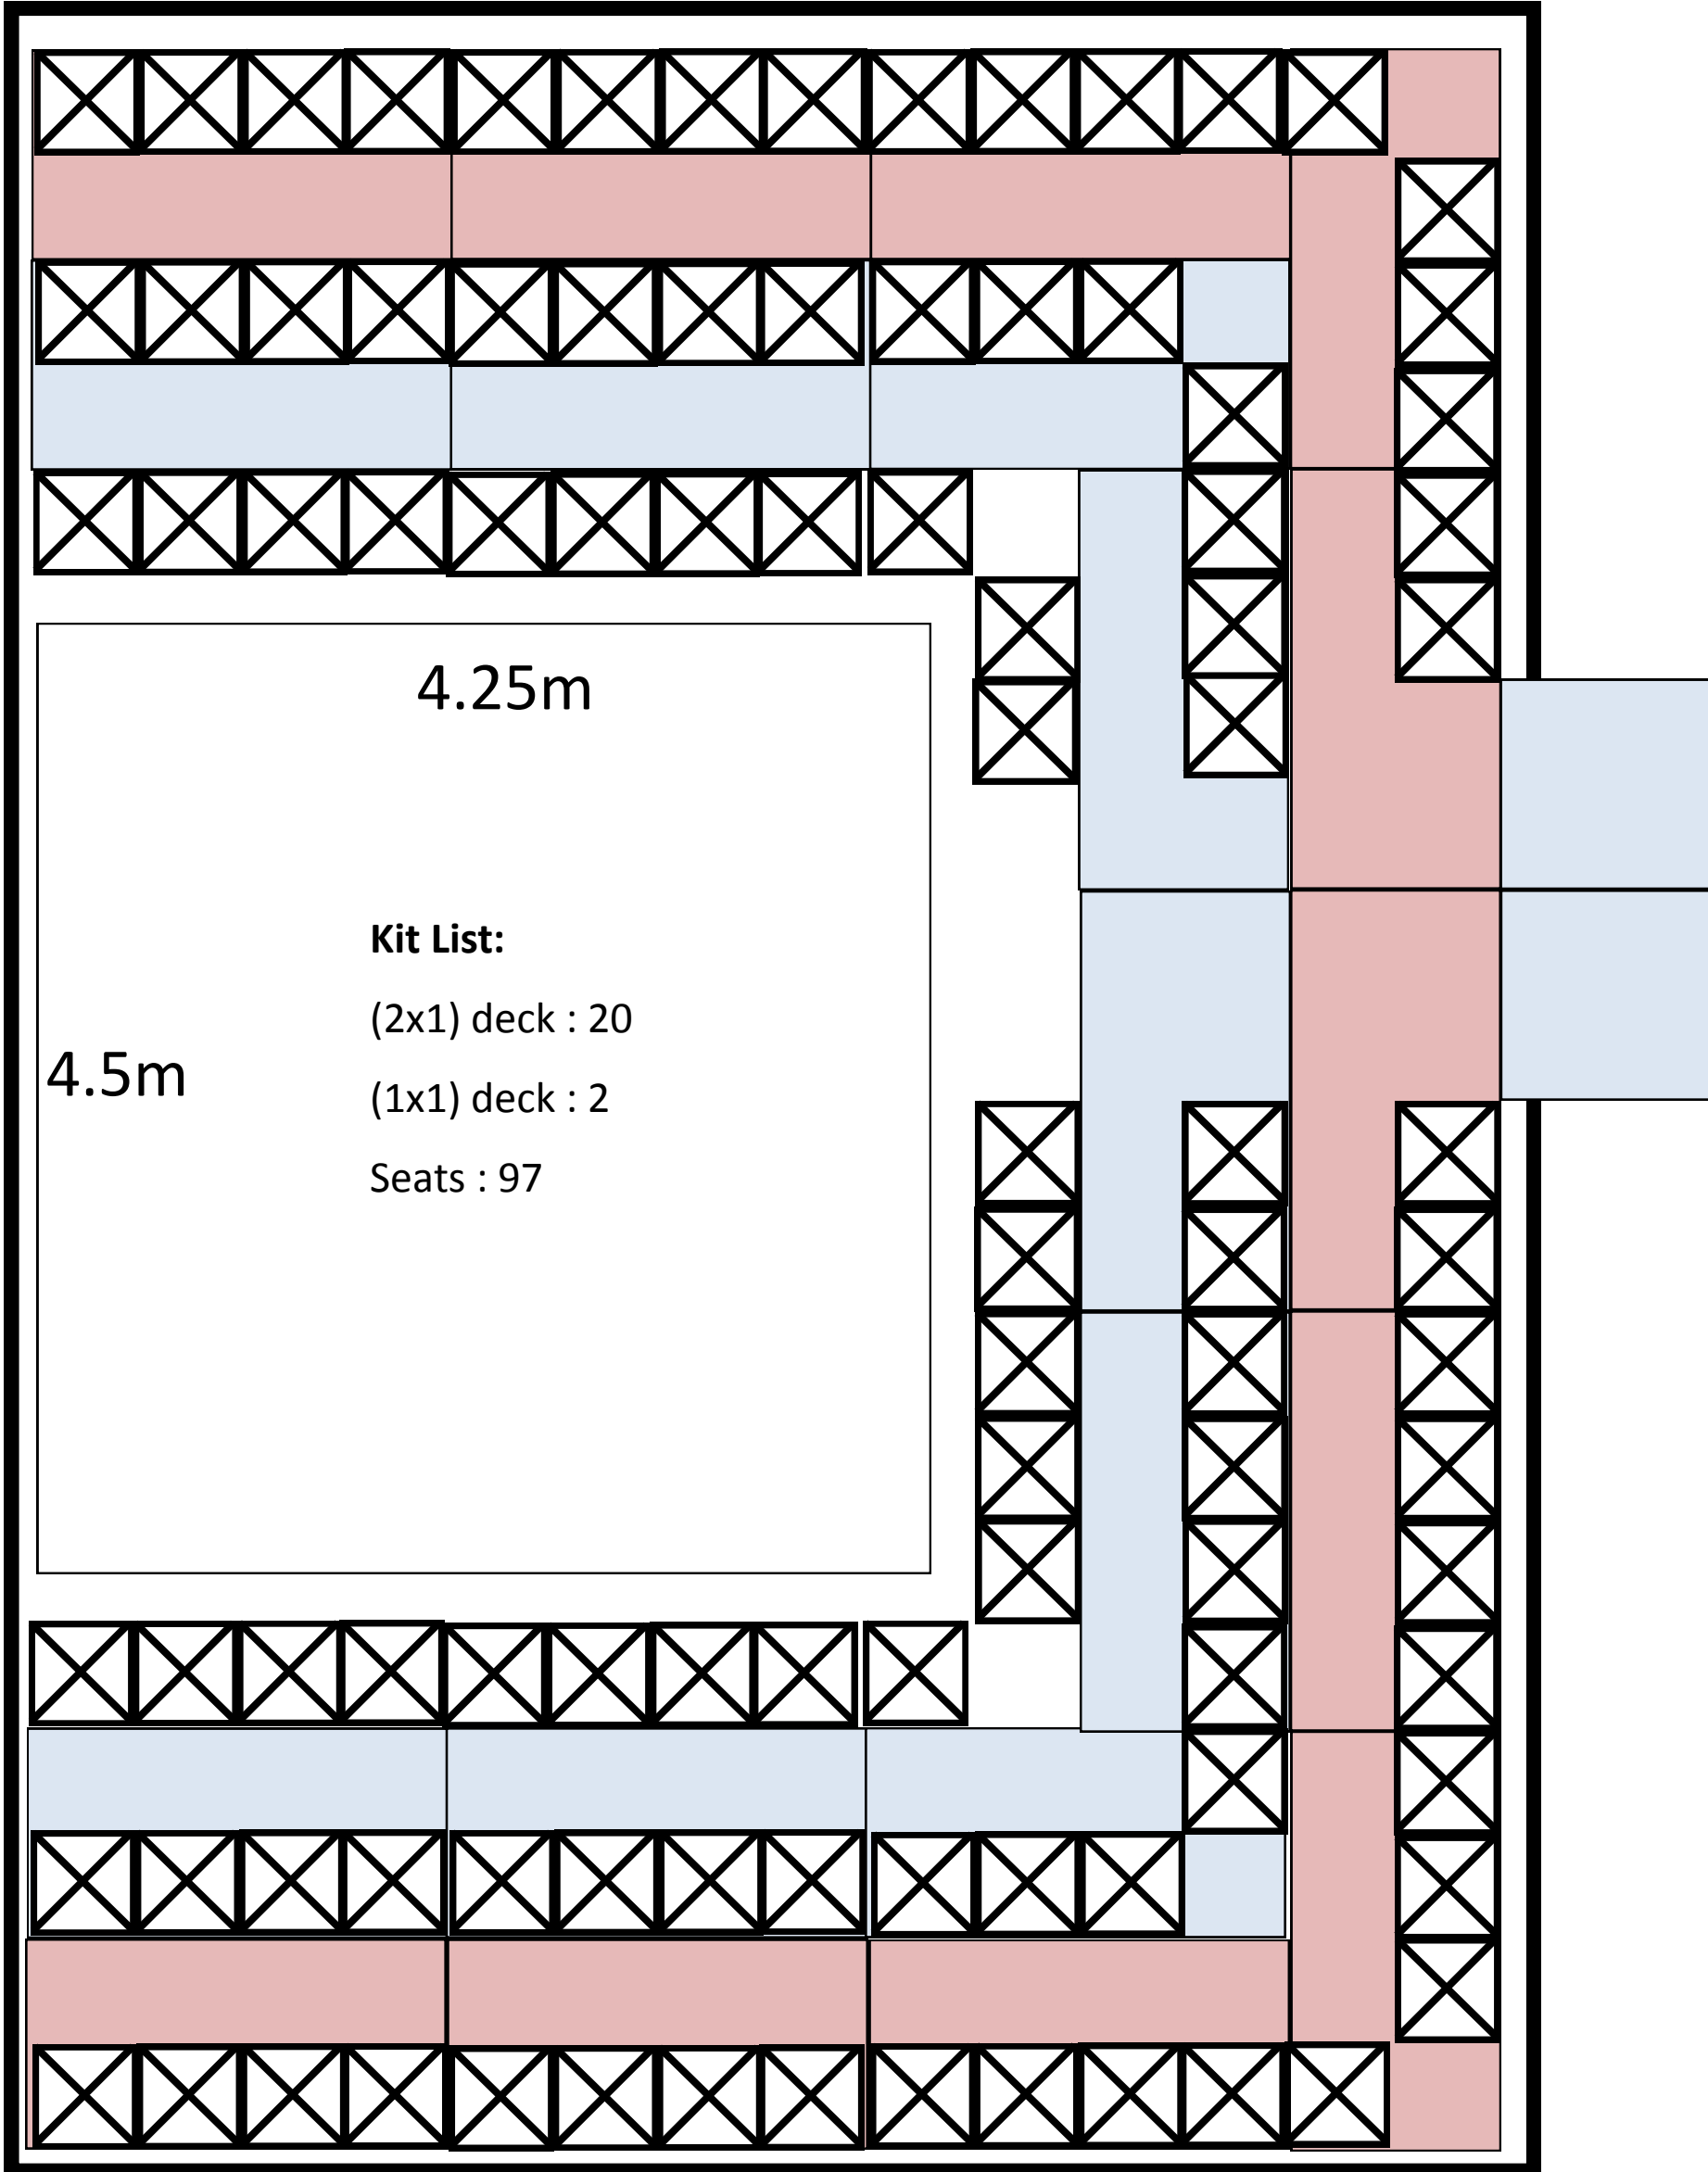 4.25m
Kit List:
(2x1) deck : 20
4.5m
(1x1) deck : 2
Seats : 97